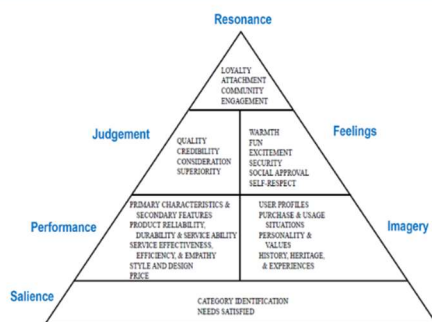 Resonance
LOYALTY
ATTACHMENT
COMMUNITY
ENGAGEMENT
Judgement
Feelings
QUALITY
CREDIBILITY
CONSIDERATION
SUPERIORITY
WARMTH
FUN
EXCITEMENT
SECURITY
SOCIAL APPROVAL
SELF-RESPECT
Performance
Imagery
PRIMARY CHARACTERISTICS &
SECONDARY FEATURES
PRODUCT RELIABILITY,
DURABILITY & SERVICE ABILITY
SERVICE EFFECTIVENESS,
EFFICIENCY, & EMPATHY
STYLE AND DESIGN
PRICE
USER PROFILES
PURCHASE & USAGE
SITUATIONS
PERSONALITY &
VALUES
HISTORY, HERITAGE,
& EXPERIENCES
Salience
CATEGORY IDENTIFICATION
NEEDS SATISFIED